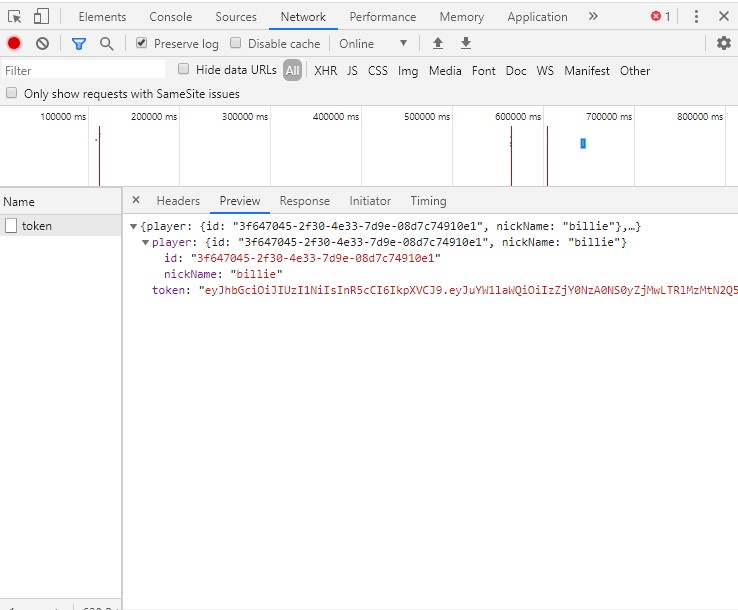 Elements Console Sources Network Performance Memory Application » 1
Preserve log Disable cache Online
Filter Hide data URLs All XHR JS CSS Img Media Font Doc WS Manifest Other
Only show requests with SameSite issues
100000 ms 200000 ms 300000 ms 400000 ms 500000 ms 600000 ms 700000 ms 800000 ms
Name
token
× Headers Preview Response Initiator Timing
{player: {id: "3f647045-2f30-4e33-7d9e-08d7c74910e1", nickName: "billie"},…}
player: {id: "3f647045-2f30-4e33-7d9e-08d7c74910e1", nickName: "billie"}
id: "3f647045-2f30-4e33-7d9e-08d7c74910e1"
nickName: "billie"
token: "eyJhbGciOiJIUzI1NiIsInR5cCI6IkpXVCJ9.eyJuYW1laWQiOiIzZjY0NzA0NS0yZjMwLTRlMzMtN2Q5